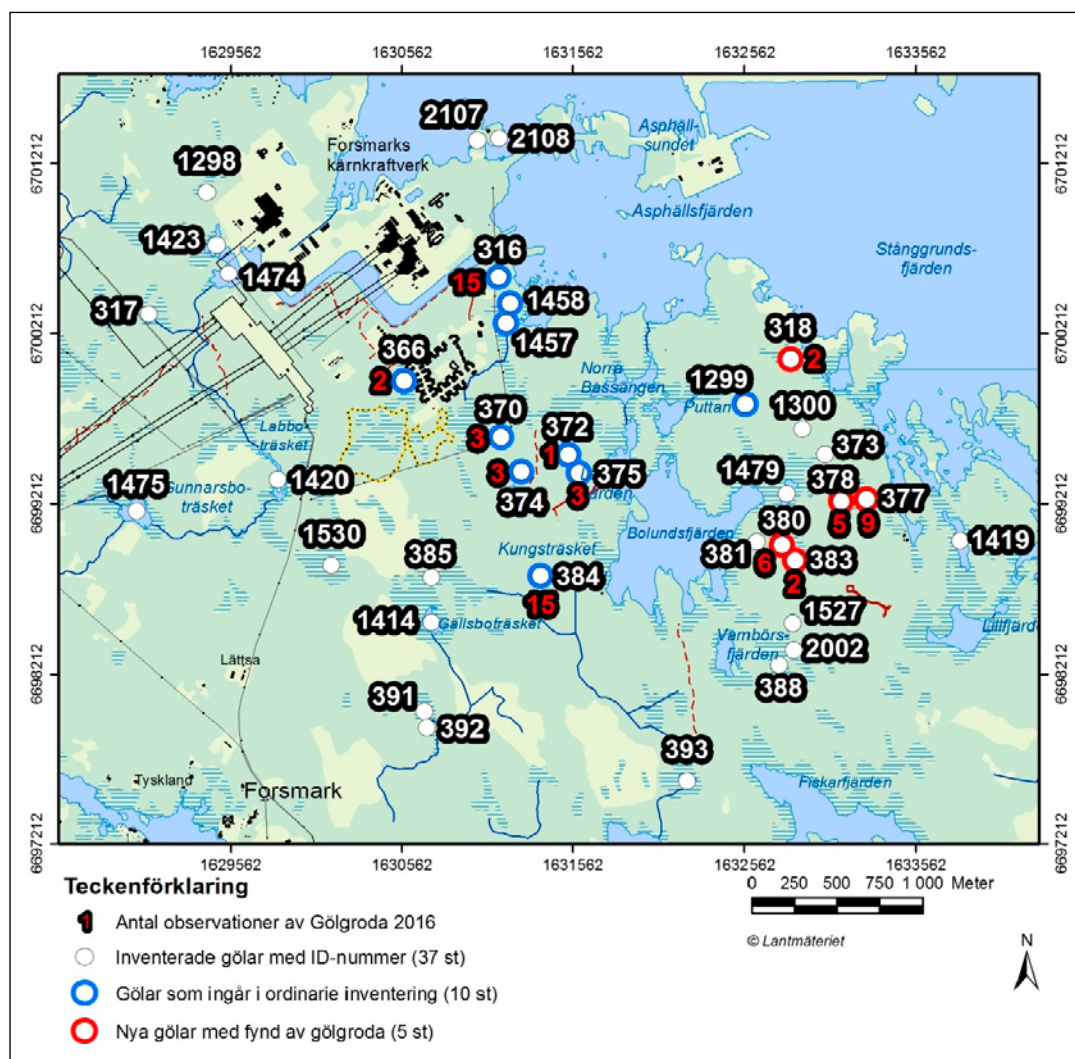 1629562 1630562 1631562 1632562 1633562
6701212 6701212
6700212 6700212
6699212 6699212
6698212 6698212
6697212 6697212
2107
2108
Asphäll-
sundet
1298
Forsmarks
kärnkraftverk
Asphällsfjärden
1423
316
Stånggrunds-
fjärden
1474
15
1458
317
1457
318
366
2
2
Norra
Bassängen
1299
Puttan
1300
370
372
Labbo-
träsket
3
1
373
3
375
1479
378
1475
Gunnarsbo-
träsket
1420
374
3
377
5
9
380
Bolundsfjärden
1530
Kungsträsket
381
6
383
1419
385
384
2
15
1527
1414
Gällsboträsket
Vambörs-
fjärden
2002
Lillfjärd
Lättsa
388
391
392
393
Tyskland
Forsmark
Fiskarfjärden
1629562 1630562 1631562 1632562 1633562
Teckenförklaring
1 Antal observationer av Gölgroda 2016
Inventerade gölar med ID-nummer (37 st)
Gölar som ingår i ordinarie inventering (10 st)
Nya gölar med fynd av gölgroda (5 st)
0 250 500 750 1 000 Meter
© Lantmäteriet
N